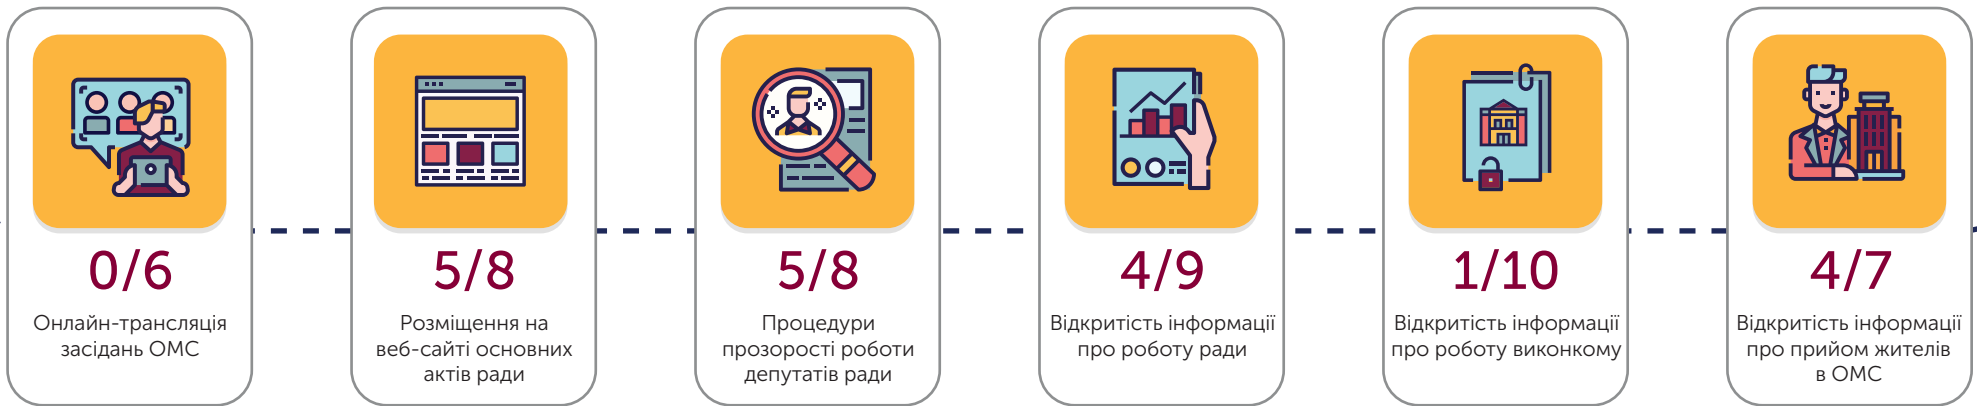 0/6
Онлайн-трансляція
засідань ОМС
5/8
Розміщення на
веб-сайті основних
актів ради
5/8
Процедури
прозорості роботи
депутатів ради
4/9
Відкритість інформації
про роботу ради
1/10
Відкритість інформації
про роботу виконкому
4/7
Відкритість інформації
про прийом жителів
в ОМС